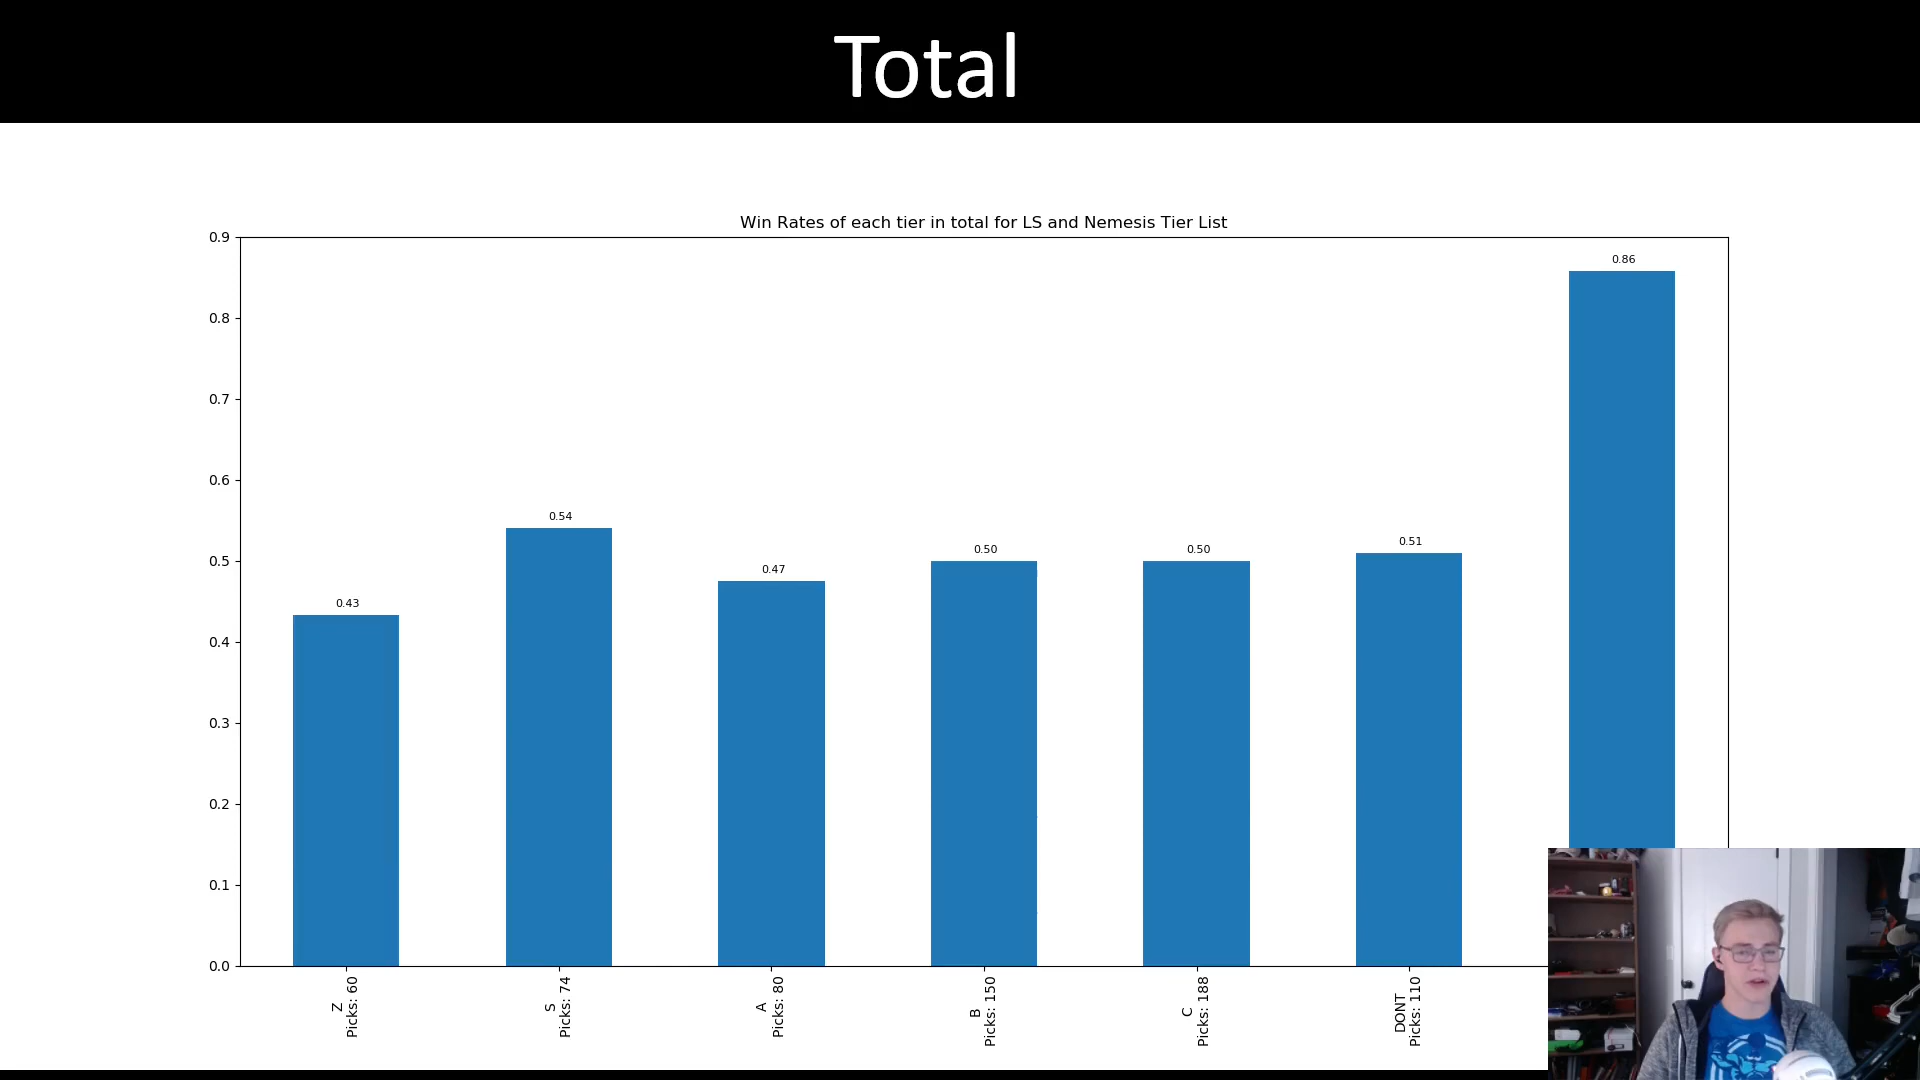 Total
Win Rates of each tier in total for LS and Nemesis Tier List
0.9
0.8
0.7
0.6
0.5
0.4
0.3
0.2
0.1
0.0
0.43
0.54
0.47
0.50
0.50
0.51
0.86
Z
Picks: 60
S
Picks: 74
A
Picks: 80
B
Picks: 150
C
Picks: 188
DONT
Picks: 110